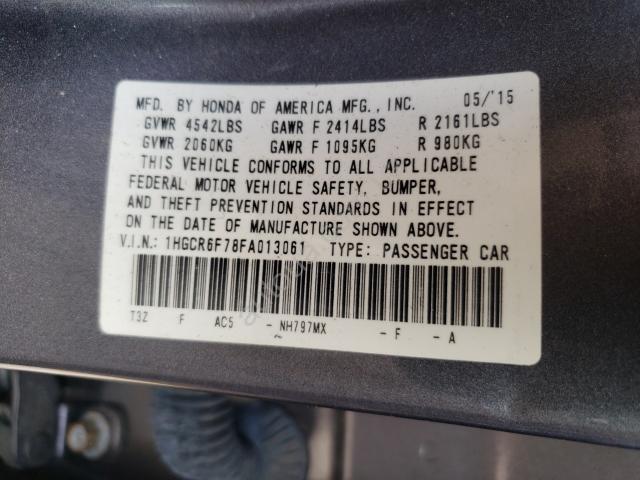 MFD. BY HONDA OF AMERICA MFG., INC. 05/'15
GVWR 4542LBS GAWR F 2414LBS R 2161LBS
GVWR 2060KG GAWR F 1095KG R 980KG
THIS VEHICLE CONFORMS TO ALL APPLICABLE
FEDERAL MOTOR VEHICLE SAFETY, BUMPER,
AND THEFT PREVENTION STANDARDS IN EFFECT
ON THE DATE OF MANUFACTURE SHOWN ABOVE.
V.I.N.: 1HGCR6F78FA013061 TYPE: PASSENGER CAR
T3Z F AC5 - NH797MX - F - A
~